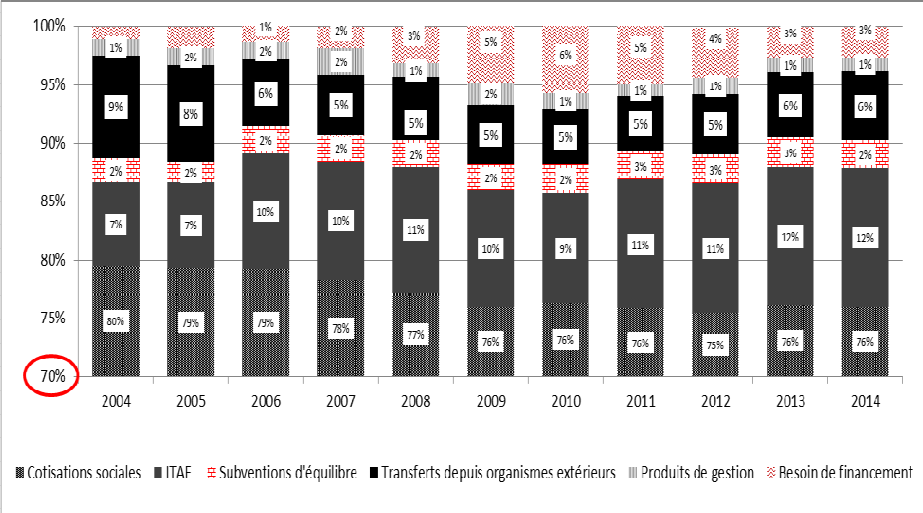 100%
95%
90%
85%
80%
75%
70%
1% 2% 3% 5% 6% 5% 4% 3% 3%
1% 2% 2% 2% 1% 2% 1% 1% 1% 1% 1%
9% 8% 6% 5% 5% 5% 5% 5% 5% 6% 6%
2% 2% 2% 2% 2% 2% 2% 3% 3% 3% 2%
7% 7% 10% 10% 11% 10% 9% 11% 11% 12% 12%
80% 79% 79% 78% 77% 76% 76% 76% 75% 76% 76%
2004 2005 2006 2007 2008 2009 2010 2011 2012 2013 2014
Cotisations sociales ITAF Subventions d'équilibre Transferts depuis organismes extérieurs Produits de gestion Besoin de financement